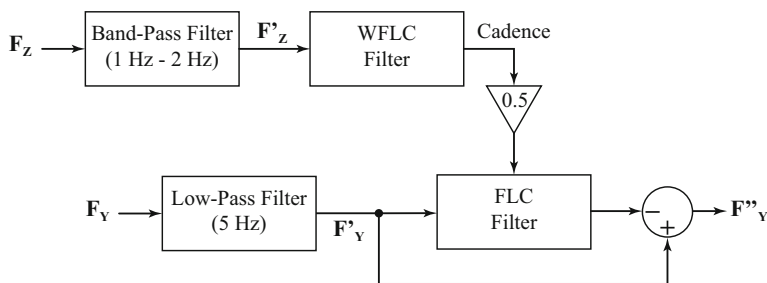 F_Z
Band-Pass Filter
(1 Hz - 2 Hz)
F'_Z
WFLC
Filter
Cadence
0.5
F_Y
Low-Pass Filter
(5 Hz)
F'_Y
FLC
Filter
−
+
F''_Y